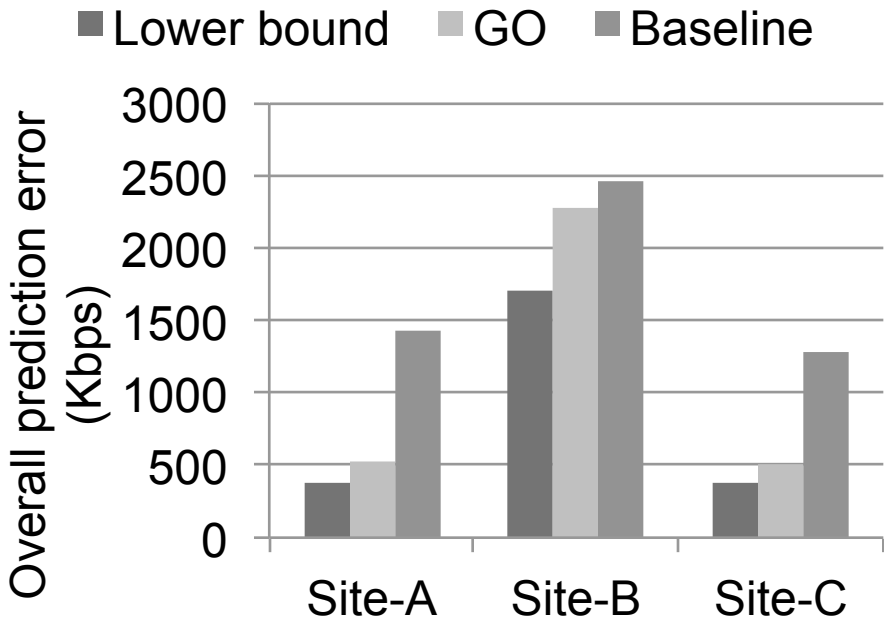 Lower bound GO Baseline
Overall prediction error
(Kbps)
3000
2500
2000
1500
1000
500
0
Site-A Site-B Site-C